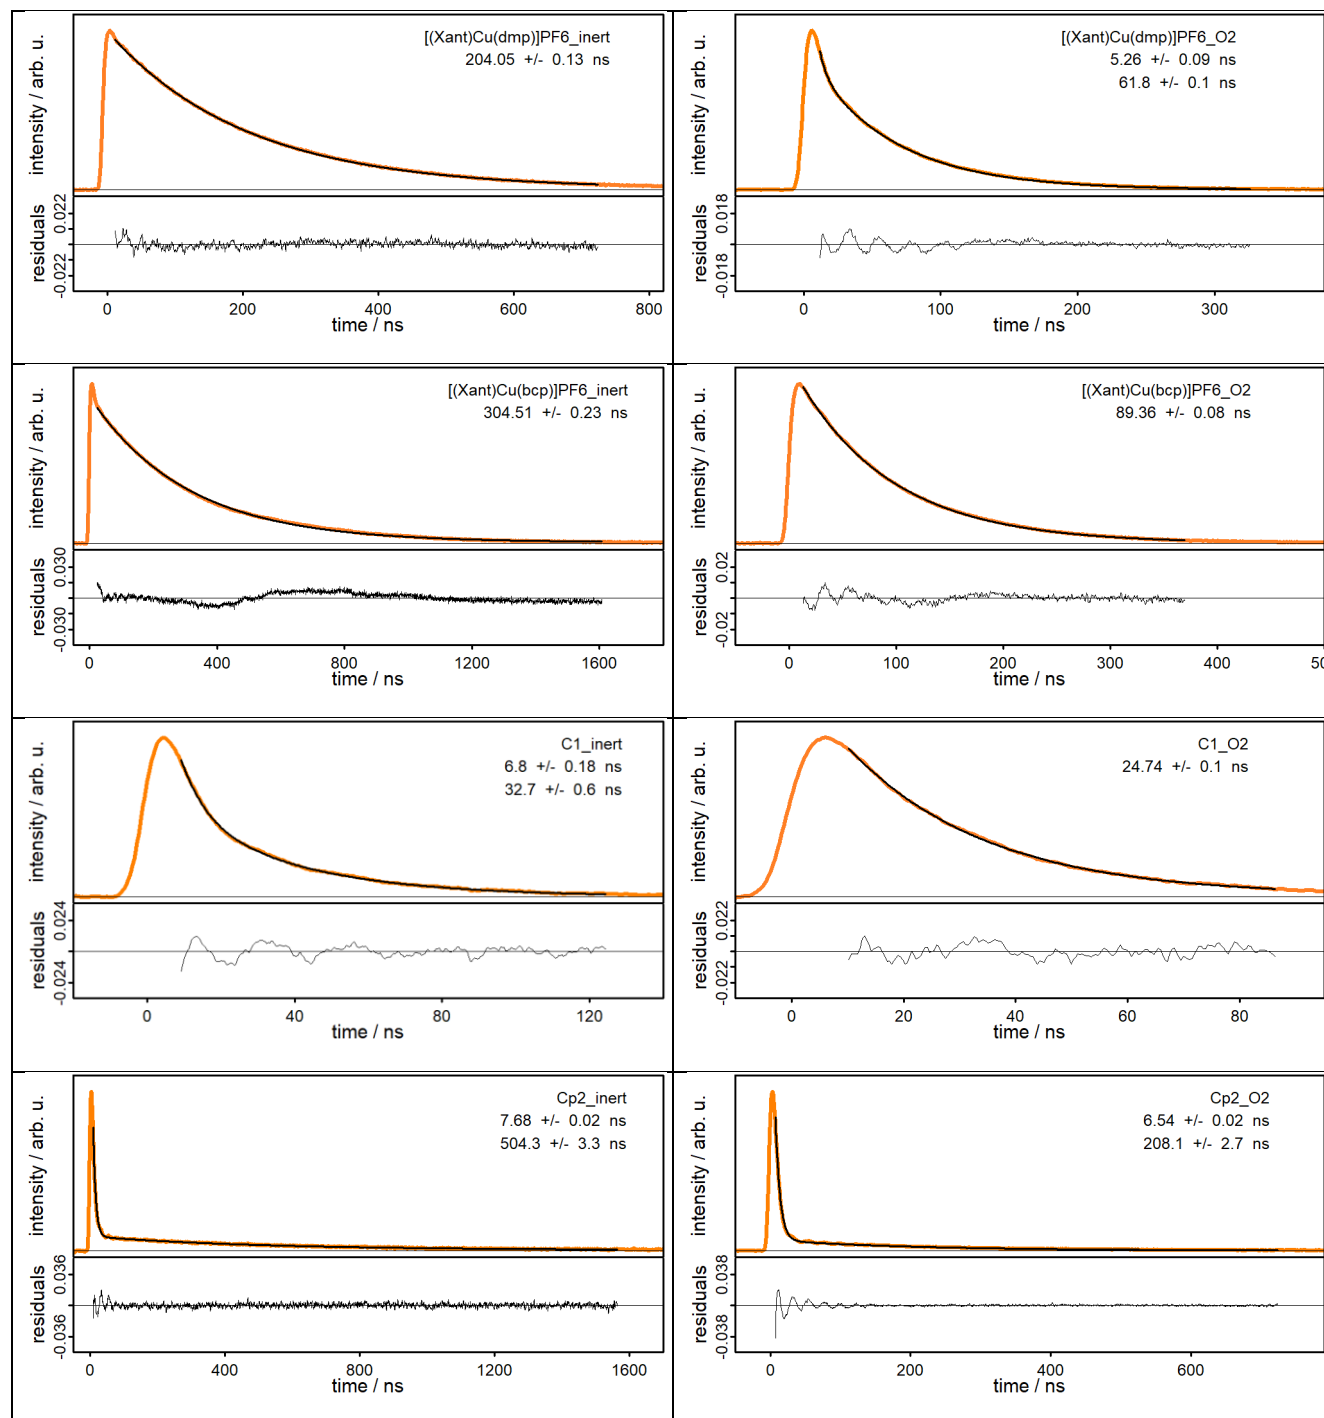 [(Xant)Cu(dmp)]PF6_inert
204.05 +/- 0.13 ns
intensity / arb. u.
residuals
-0.022 0.022
0 200 400 600 800
time / ns
[(Xant)Cu(dmp)]PF6_O2
5.26 +/- 0.09 ns
61.8 +/- 0.1 ns
intensity / arb. u.
residuals
-0.018 0.018
0 100 200 300
time / ns
[(Xant)Cu(bcp)]PF6_inert
304.51 +/- 0.23 ns
intensity / arb. u.
residuals
-0.030 0.030
0 400 800 1200 1600
time / ns
[(Xant)Cu(bcp)]PF6_O2
89.36 +/- 0.08 ns
intensity / arb. u.
residuals
-0.02 0.02
0 100 200 300 400 50
time / ns
C1_inert
6.8 +/- 0.18 ns
32.7 +/- 0.6 ns
intensity / arb. u.
residuals
-0.024 0.024
0 40 80 120
time / ns
C1_O2
24.74 +/- 0.1 ns
intensity / arb. u.
residuals
-0.022 0.022
0 20 40 60 80
time / ns
Cp2_inert
7.68 +/- 0.02 ns
504.3 +/- 3.3 ns
intensity / arb. u.
residuals
-0.036 0.036
0 400 800 1200 1600
time / ns
Cp2_O2
6.54 +/- 0.02 ns
208.1 +/- 2.7 ns
intensity / arb. u.
residuals
-0.038 0.038
0 200 400 600
time / ns